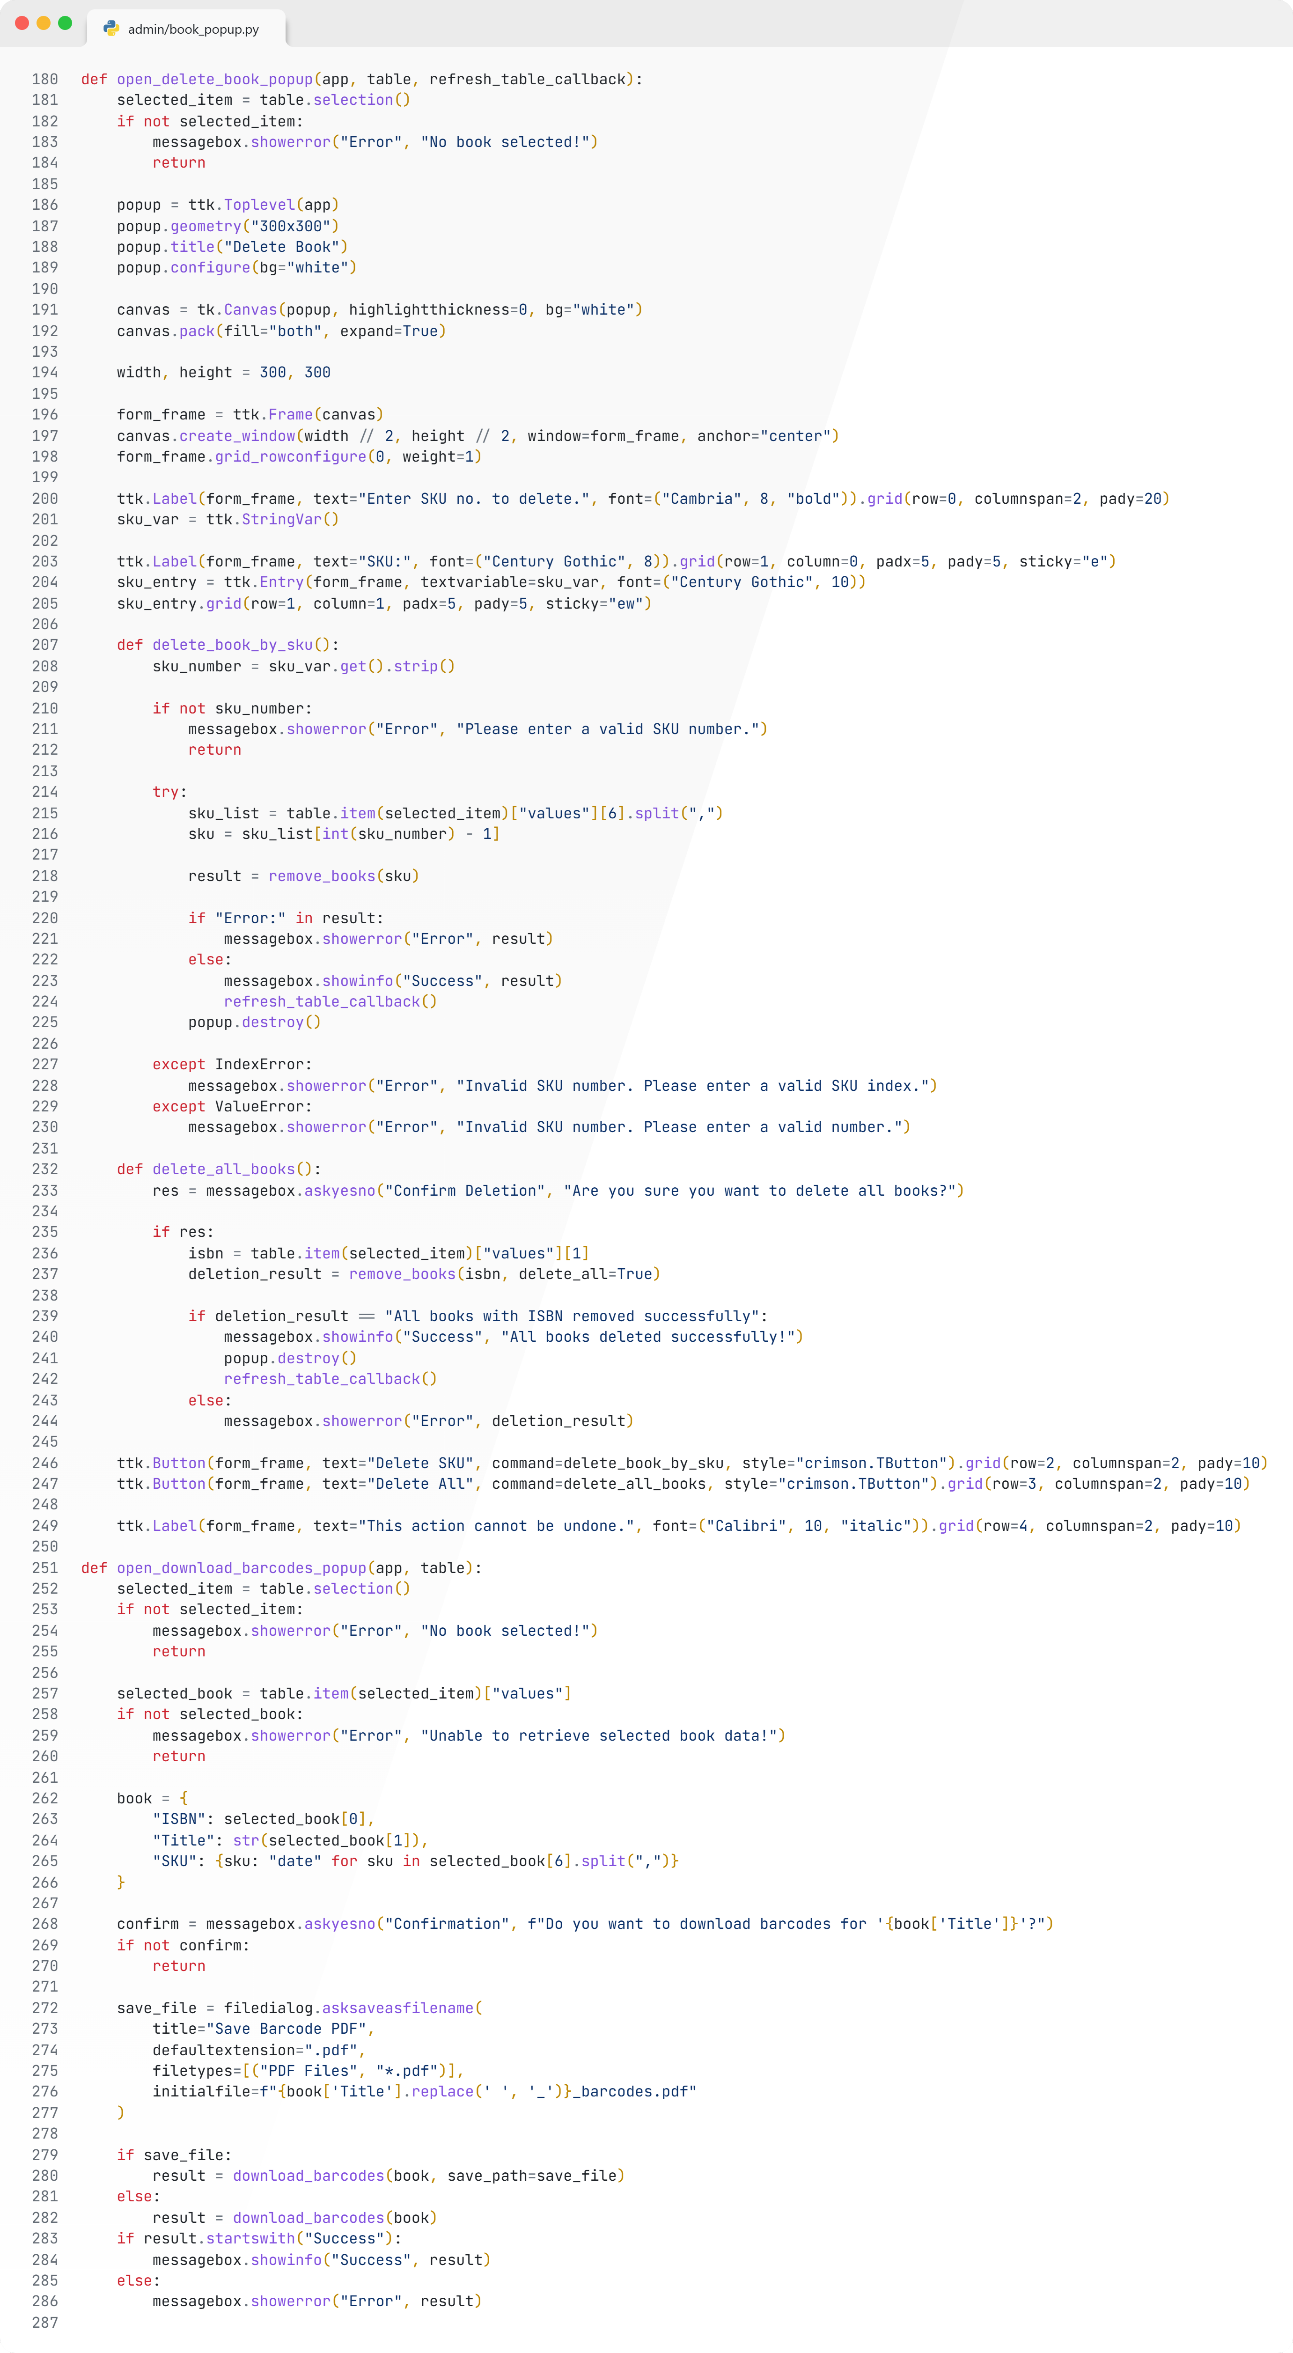 admin/book_popup.py
180 def open_delete_book_popup(app, table, refresh_table_callback):
181     selected_item = table.selection()
182     if not selected_item:
183         messagebox.showerror("Error", "No book selected!")
184         return
185
186     popup = ttk.Toplevel(app)
187     popup.geometry("300x300")
188     popup.title("Delete Book")
189     popup.configure(bg="white")
190
191     canvas = tk.Canvas(popup, highlightthickness=0, bg="white")
192     canvas.pack(fill="both", expand=True)
193
194     width, height = 300, 300
195
196     form_frame = ttk.Frame(canvas)
197     canvas.create_window(width // 2, height // 2, window=form_frame, anchor="center")
198     form_frame.grid_rowconfigure(0, weight=1)
199
200     ttk.Label(form_frame, text="Enter SKU no. to delete.", font=("Cambria", 8, "bold")).grid(row=0, columnspan=2, pady=20)
201     sku_var = ttk.StringVar()
202
203     ttk.Label(form_frame, text="SKU:", font=("Century Gothic", 8)).grid(row=1, column=0, padx=5, pady=5, sticky="e")
204     sku_entry = ttk.Entry(form_frame, textvariable=sku_var, font=("Century Gothic", 10))
205     sku_entry.grid(row=1, column=1, padx=5, pady=5, sticky="ew")
206
207     def delete_book_by_sku():
208         sku_number = sku_var.get().strip()
209
210         if not sku_number:
211             messagebox.showerror("Error", "Please enter a valid SKU number.")
212             return
213
214         try:
215             sku_list = table.item(selected_item)["values"][6].split(",")
216             sku = sku_list[int(sku_number) - 1]
217
218             result = remove_books(sku)
219
220             if "Error:" in result:
221                 messagebox.showerror("Error", result)
222             else:
223                 messagebox.showinfo("Success", result)
224                 refresh_table_callback()
225             popup.destroy()
226
227         except IndexError:
228             messagebox.showerror("Error", "Invalid SKU number. Please enter a valid SKU index.")
229         except ValueError:
230             messagebox.showerror("Error", "Invalid SKU number. Please enter a valid number.")
231
232     def delete_all_books():
233         res = messagebox.askyesno("Confirm Deletion", "Are you sure you want to delete all books?")
234
235         if res:
236             isbn = table.item(selected_item)["values"][1]
237             deletion_result = remove_books(isbn, delete_all=True)
238
239             if deletion_result == "All books with ISBN removed successfully":
240                 messagebox.showinfo("Success", "All books deleted successfully!")
241                 popup.destroy()
242                 refresh_table_callback()
243             else:
244                 messagebox.showerror("Error", deletion_result)
245
246     ttk.Button(form_frame, text="Delete SKU", command=delete_book_by_sku, style="crimson.TButton").grid(row=2, columnspan=2, pady=10)
247     ttk.Button(form_frame, text="Delete All", command=delete_all_books, style="crimson.TButton").grid(row=3, columnspan=2, pady=10)
248
249     ttk.Label(form_frame, text="This action cannot be undone.", font=("Calibri", 10, "italic")).grid(row=4, columnspan=2, pady=10)
250
251 def open_download_barcodes_popup(app, table):
252     selected_item = table.selection()
253     if not selected_item:
254         messagebox.showerror("Error", "No book selected!")
255         return
256
257     selected_book = table.item(selected_item)["values"]
258     if not selected_book:
259         messagebox.showerror("Error", "Unable to retrieve selected book data!")
260         return
261
262     book = {
263         "ISBN": selected_book[0],
264         "Title": str(selected_book[1]),
265         "SKU": {sku: "date" for sku in selected_book[6].split(",")}
266     }
267
268     confirm = messagebox.askyesno("Confirmation", f"Do you want to download barcodes for '{book['Title']}'?")
269     if not confirm:
270         return
271
272     save_file = filedialog.asksaveasfilename(
273         title="Save Barcode PDF",
274         defaultextension=".pdf",
275         filetypes=[("PDF Files", "*.pdf")],
276         initialfile=f"{book['Title'].replace(' ', '_')}_barcodes.pdf"
277     )
278
279     if save_file:
280         result = download_barcodes(book, save_path=save_file)
281     else:
282         result = download_barcodes(book)
283     if result.startswith("Success"):
284         messagebox.showinfo("Success", result)
285     else:
286         messagebox.showerror("Error", result)
287